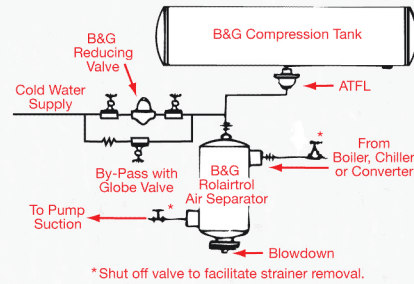 B&G Compression Tank
B&G
Reducing
Valve
Cold Water
Supply
ATFL
By-Pass with
Globe Valve
B&G
Rolairtrol
Air Separator
*
From
Boiler, Chiller
or Converter
To Pump
Suction
*
Blowdown
*Shut off valve to facilitate strainer removal.